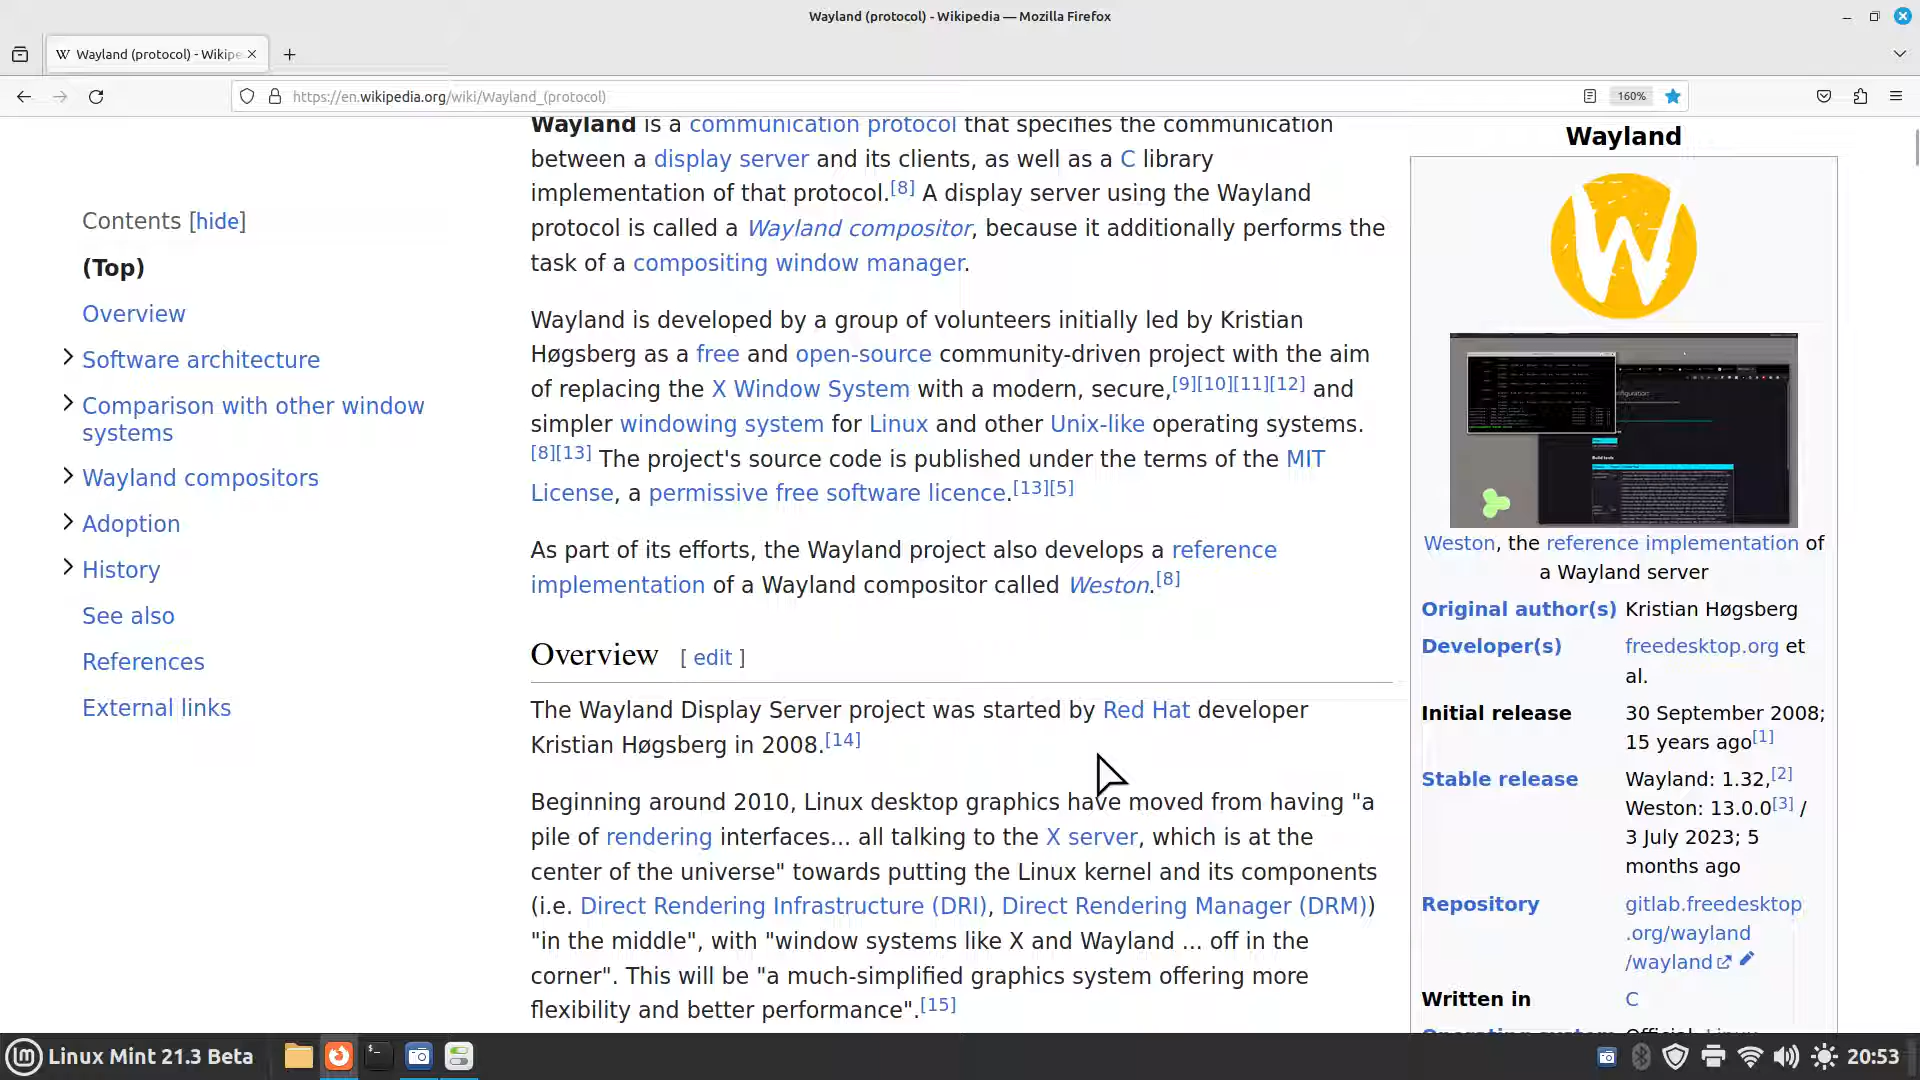 Wayland (protocol) - Wikipedia — Mozilla Firefox
Wayland (protocol) - Wikipe
https://en.wikipedia.org/wiki/Wayland_(protocol)
160%
Contents [hide]
(Top)
Overview
Software architecture
Comparison with other window
systems
Wayland compositors
Adoption
History
See also
References
External links
Wayland is a communication protocol that specifies the communication
between a display server and its clients, as well as a C library
implementation of that protocol.[8] A display server using the Wayland
protocol is called a Wayland compositor, because it additionally performs the
task of a compositing window manager.
Wayland is developed by a group of volunteers initially led by Kristian
Høgsberg as a free and open-source community-driven project with the aim
of replacing the X Window System with a modern, secure,[9][10][11][12] and
simpler windowing system for Linux and other Unix-like operating systems.
[8][13] The project's source code is published under the terms of the MIT
License, a permissive free software licence.[13][5]
As part of its efforts, the Wayland project also develops a reference
implementation of a Wayland compositor called Weston.[8]
Overview [ edit ]
The Wayland Display Server project was started by Red Hat developer
Kristian Høgsberg in 2008.[14]
Beginning around 2010, Linux desktop graphics have moved from having "a
pile of rendering interfaces... all talking to the X server, which is at the
center of the universe" towards putting the Linux kernel and its components
(i.e. Direct Rendering Infrastructure (DRI), Direct Rendering Manager (DRM))
"in the middle", with "window systems like X and Wayland ... off in the
corner". This will be "a much-simplified graphics system offering more
flexibility and better performance".[15]
Wayland
W
Weston, the reference implementation of
a Wayland server
Original author(s) Kristian Høgsberg
Developer(s) freedesktop.org et
al.
Initial release 30 September 2008;
15 years ago[1]
Stable release Wayland: 1.32,[2]
Weston: 13.0.0[3] /
3 July 2023; 5
months ago
Repository gitlab.freedesktop
.org/wayland
/wayland
Written in C
Operating system Official: Linux
Linux Mint 21.3 Beta
20:53